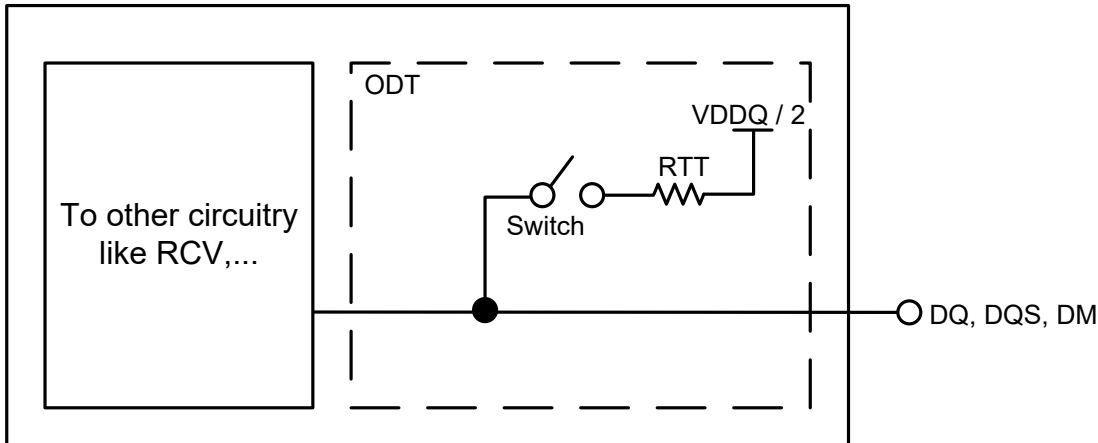 ODT
VDDQ / 2
RTT
Switch
To other circuitry
like RCV,...
DQ, DQS, DM